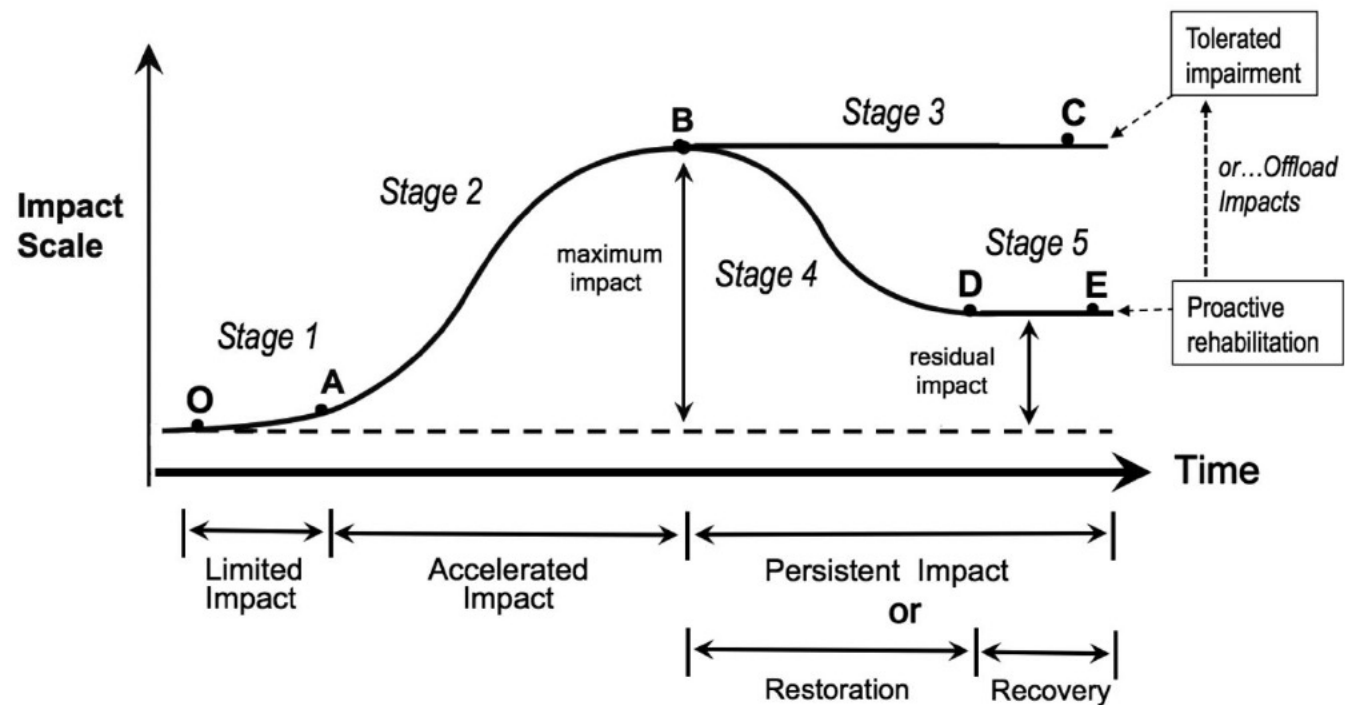 Tolerated
impairment
Stage 3
C
B
or...Offload
Impacts
Stage 2
Impact
Scale
maximum
impact
Stage 4
Stage 5
D
E
Proactive
rehabilitation
Stage 1
residual
impact
A
O
Time
Limited
Impact
Accelerated
Impact
Persistent Impact
or
Restoration
Recovery